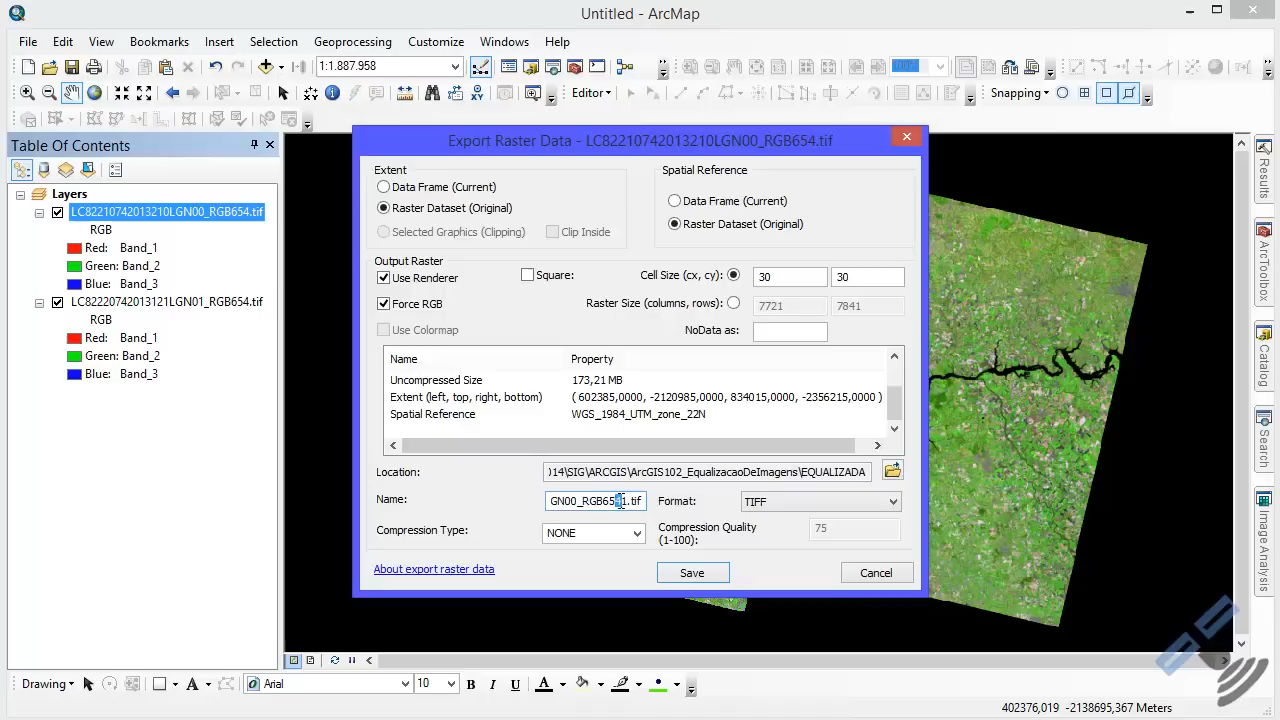 Untitled - ArcMap
File Edit View Bookmarks Insert Selection Geoprocessing Customize Windows Help
1:1.887.958
100%
Editor
Snapping
Table Of Contents
Layers
LC82210742013210LGN00_RGB654.tif
RGB
Red: Band_1
Green: Band_2
Blue: Band_3
LC82220742013121LGN01_RGB654.tif
RGB
Red: Band_1
Green: Band_2
Blue: Band_3
Export Raster Data - LC82210742013210LGN00_RGB654.tif
Extent
Data Frame (Current)
Raster Dataset (Original)
Selected Graphics (Clipping) Clip Inside
Spatial Reference
Data Frame (Current)
Raster Dataset (Original)
Output Raster
Use Renderer Square: Cell Size (cx, cy): 30 30
Force RGB Raster Size (columns, rows): 7721 7841
Use Colormap NoData as:
Name Property
Uncompressed Size 173,21 MB
Extent (left, top, right, bottom) ( 602385,0000, -2120985,0000, 834015,0000, -2356215,0000 )
Spatial Reference WGS_1984_UTM_zone_22N
Location: )14\SIG\ARCGIS\ArcGIS102_EqualizacaoDeImagens\EQUALIZADA
Name: GN00_RGB6541.tif Format: TIFF
Compression Type: NONE Compression Quality (1-100): 75
About export raster data
Save Cancel
Results
ArcToolbox
Catalog
Search
Image Analysis
Drawing Arial 10 B I U A
402376,019 -2138695,367 Meters